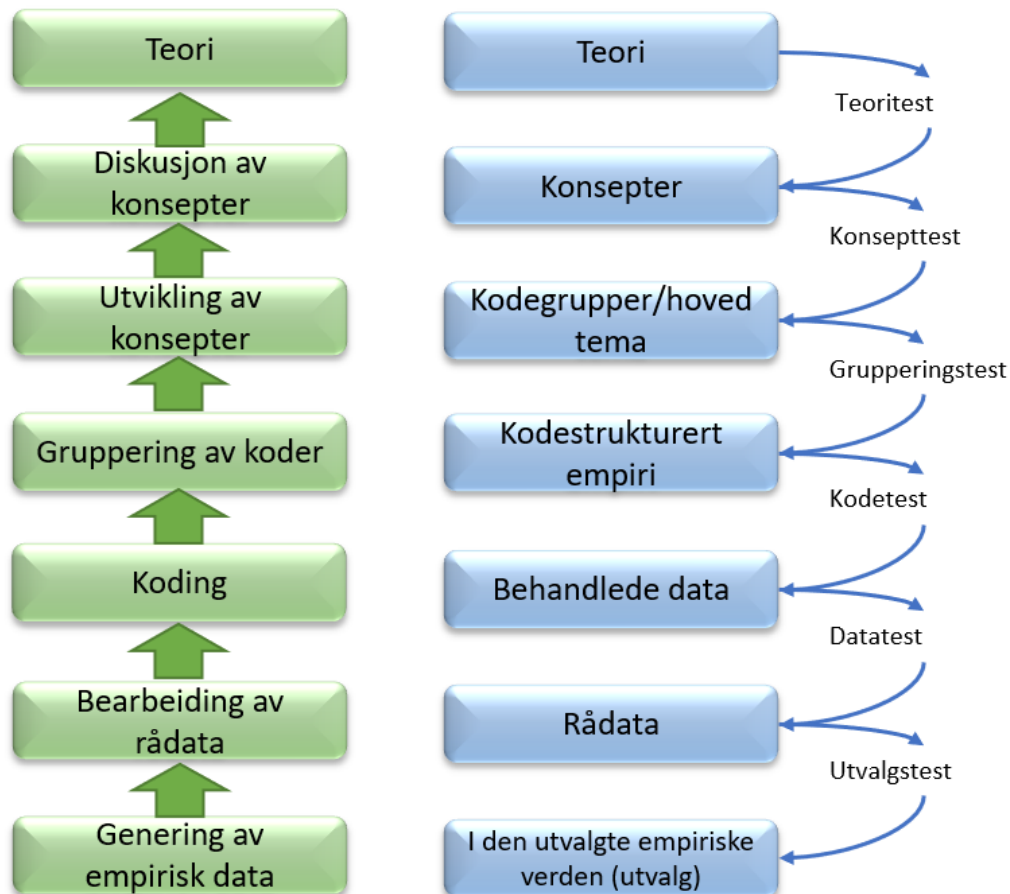 Teori
Diskusjon av
konsepter
Utvikling av
konsepter
Gruppering av koder
Koding
Bearbeiding av
rådata
Genering av
empirisk data
Teori
Konsepter
Kodegrupper/hoved
tema
Kodestrukturert
empiri
Behandlede data
Rådata
I den utvalgte empiriske
verden (utvalg)
Teoritest
Konsepttest
Grupperingstest
Kodetest
Datatest
Utvalgstest